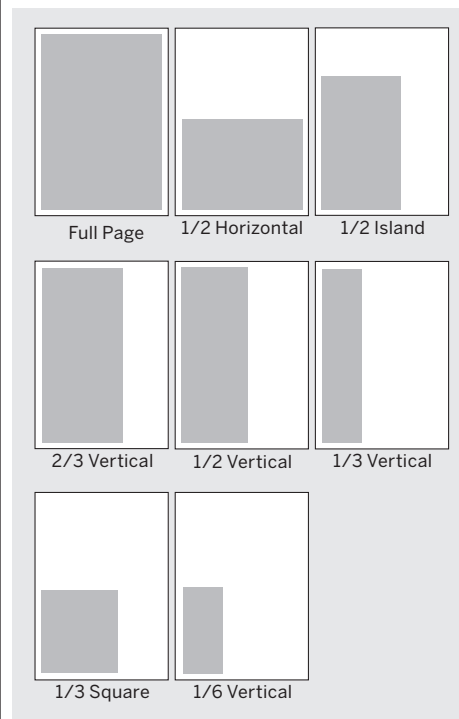 Full Page
1/2 Horizontal
1/2 Island
2/3 Vertical
1/2 Vertical
1/3 Vertical
1/3 Square
1/6 Vertical